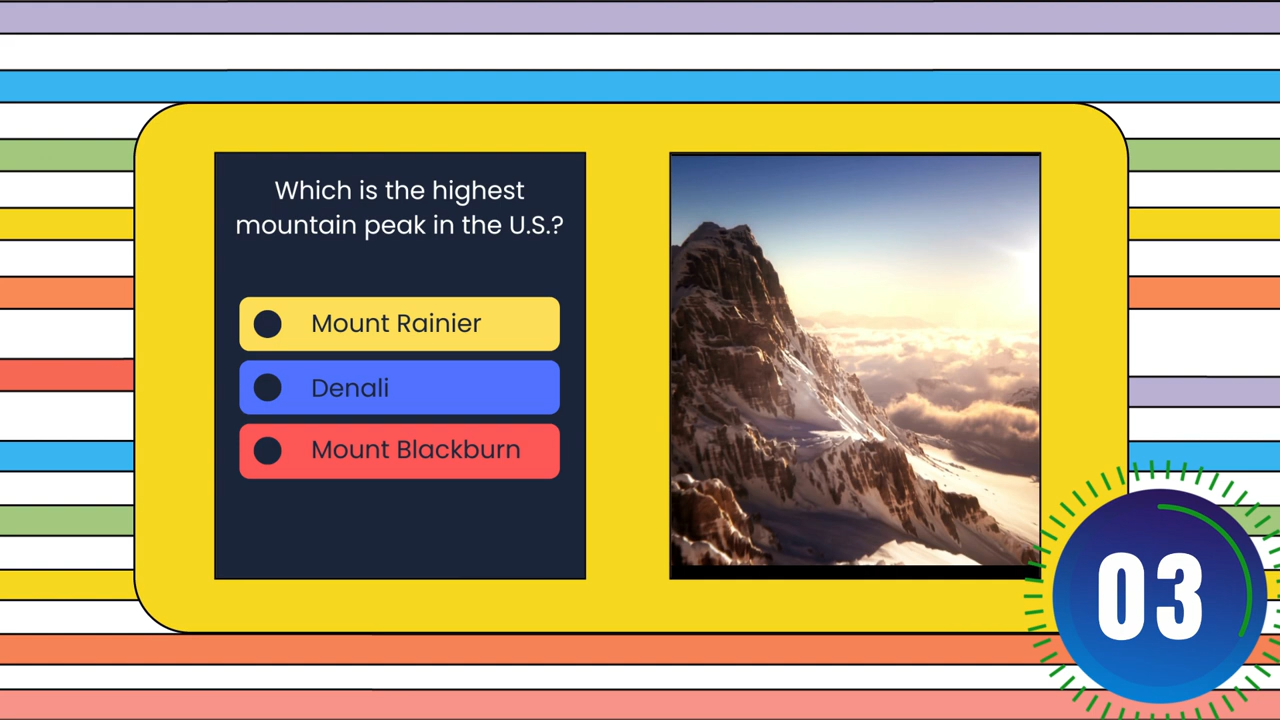 Which is the highest
mountain peak in the U.S.?
Mount Rainier
Denali
Mount Blackburn
03